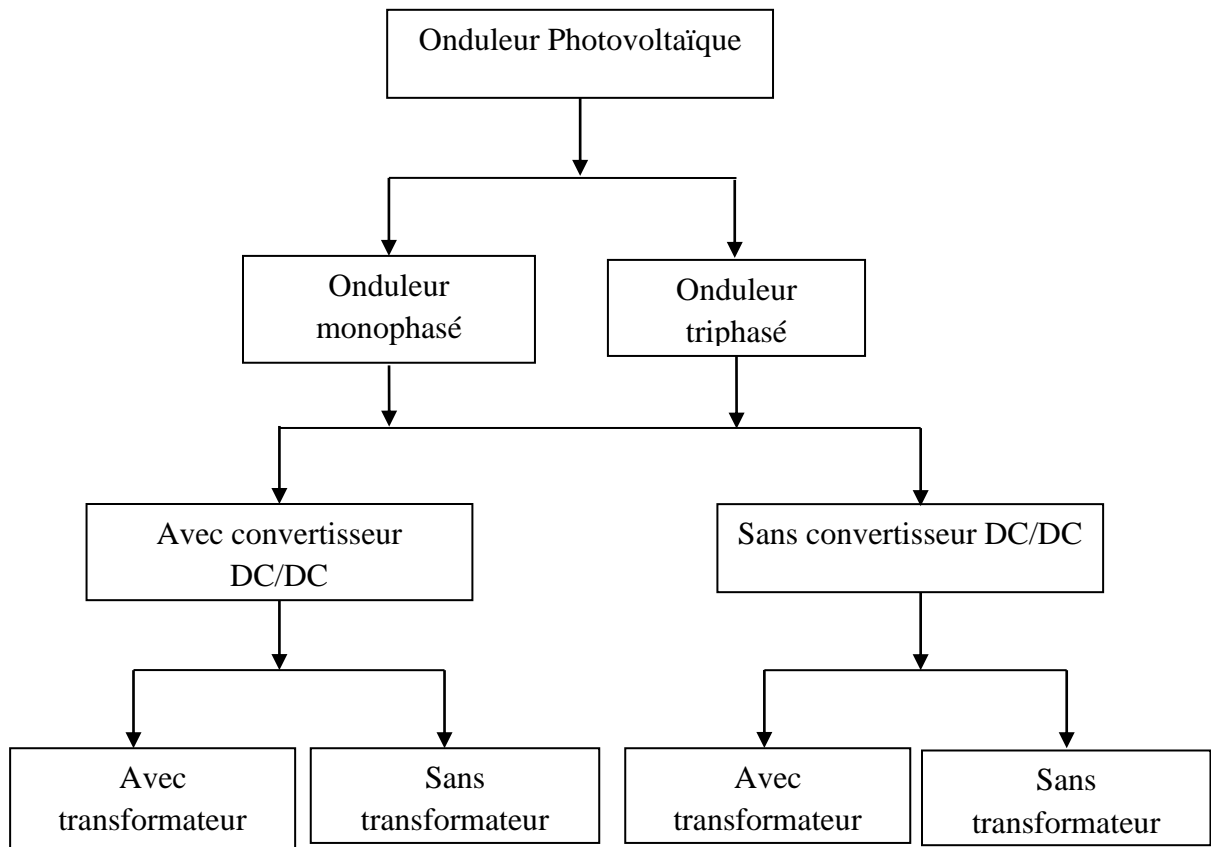 Onduleur Photovoltaïque
Onduleur
monophasé
Onduleur
triphasé
Avec convertisseur
DC/DC
Sans convertisseur DC/DC
Avec
transformateur
Sans
transformateur
Avec
transformateur
Sans
transformateur